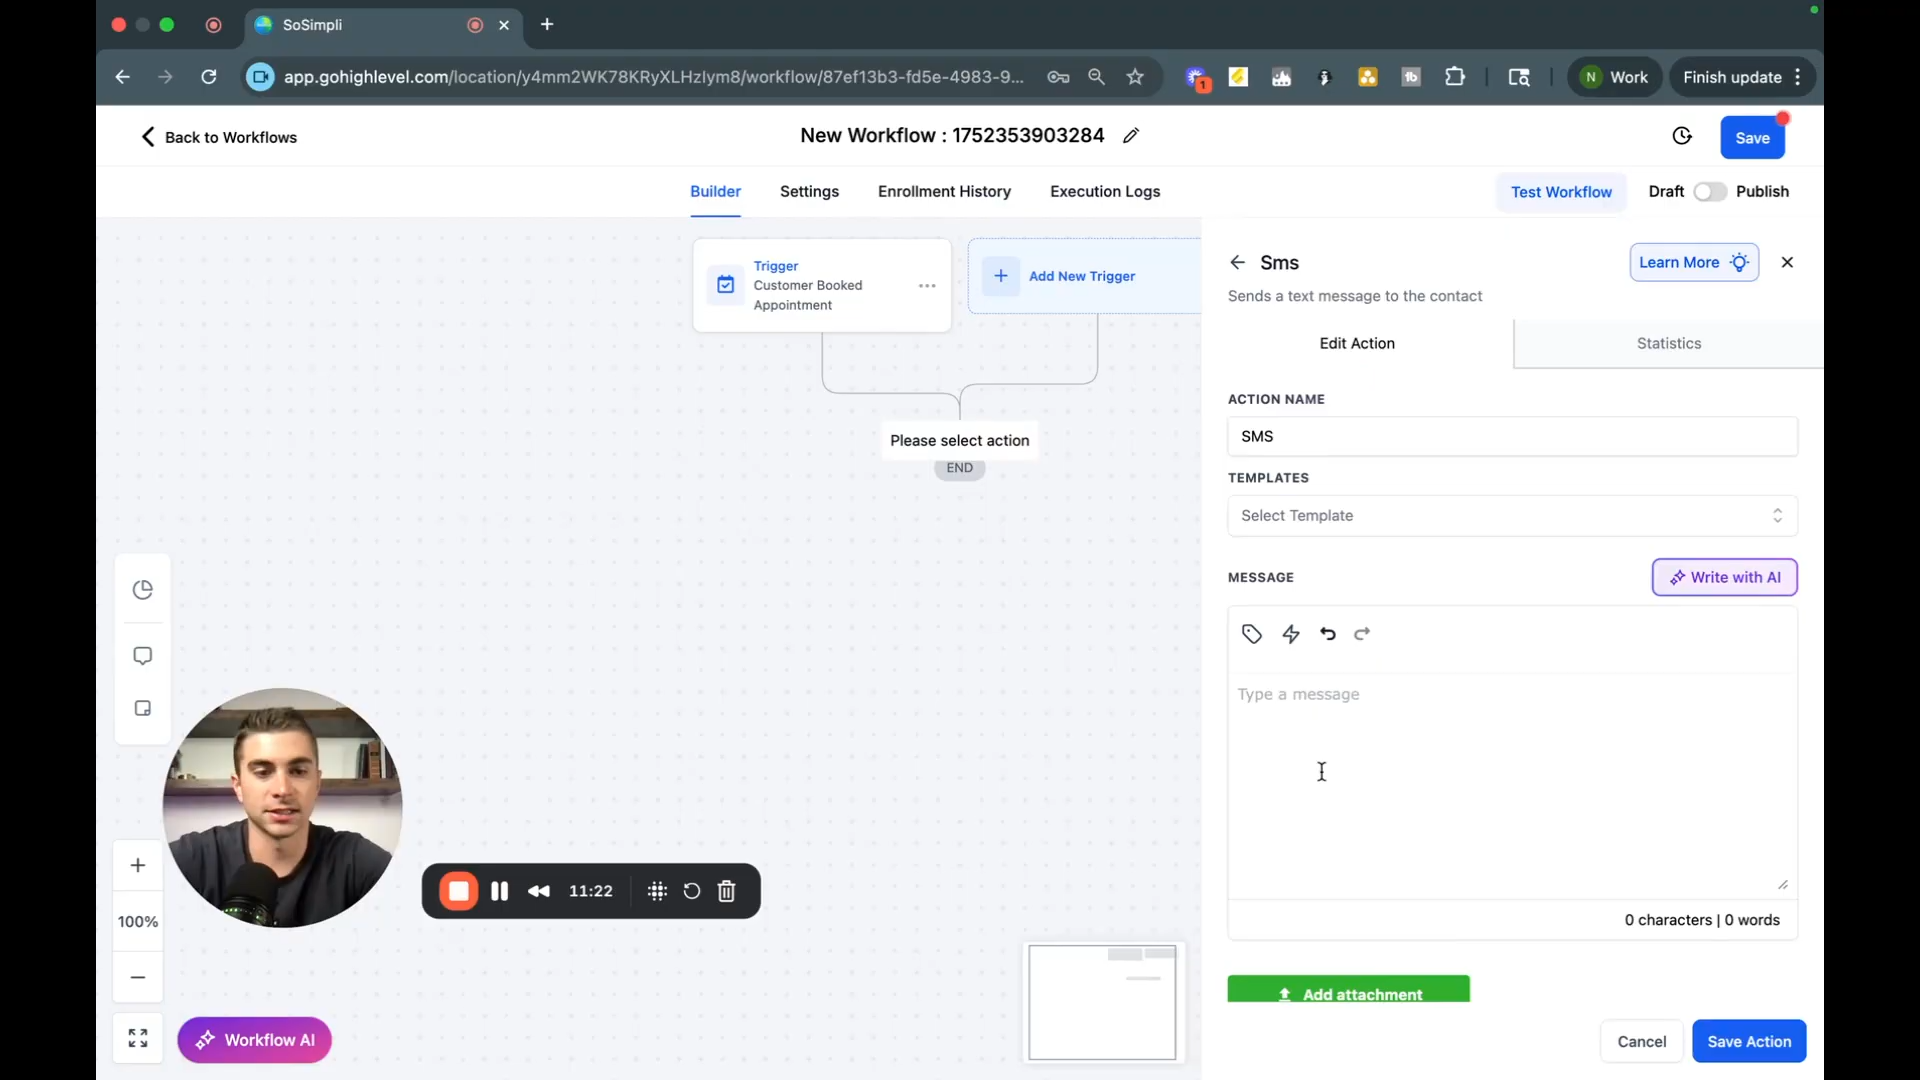 SoSimpli
app.gohighlevel.com/location/y4mm2WK78KRyXLHzIym8/workflow/87ef13b3-fd5e-4983-9...
1
N Work
Finish update
Back to Workflows
New Workflow : 1752353903284
Save
Builder
Settings
Enrollment History
Execution Logs
Test Workflow
Draft
Publish
Trigger
Customer Booked
Appointment
Add New Trigger
Please select action
END
Sms
Learn More
Sends a text message to the contact
Edit Action
Statistics
ACTION NAME
SMS
TEMPLATES
Select Template
MESSAGE
Write with AI
Type a message
0 characters | 0 words
Add attachment
Cancel
Save Action
11:22
100%
Workflow AI